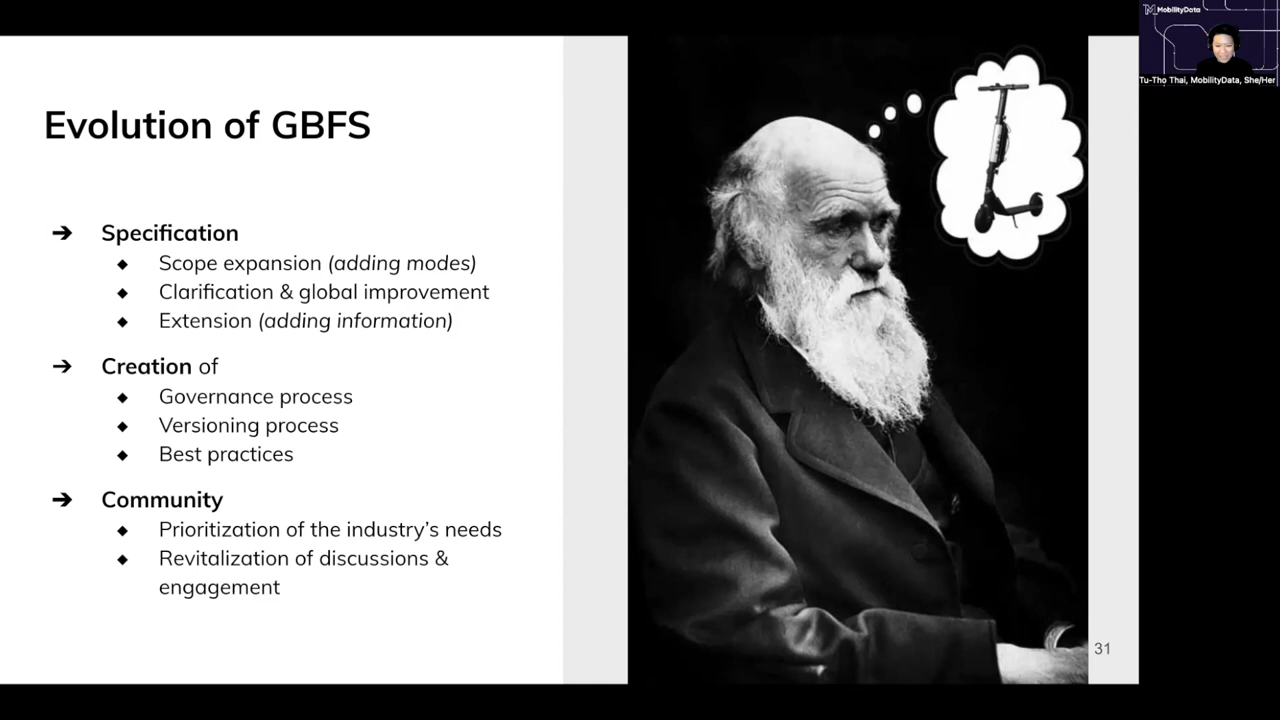 Evolution of GBFS
➔ Specification
◆ Scope expansion (adding modes)
◆ Clarification & global improvement
◆ Extension (adding information)
➔ Creation of
◆ Governance process
◆ Versioning process
◆ Best practices
➔ Community
◆ Prioritization of the industry’s needs
◆ Revitalization of discussions &
engagement
31
MobilityData
Tu-Tho Thai, MobilityData, She/Her